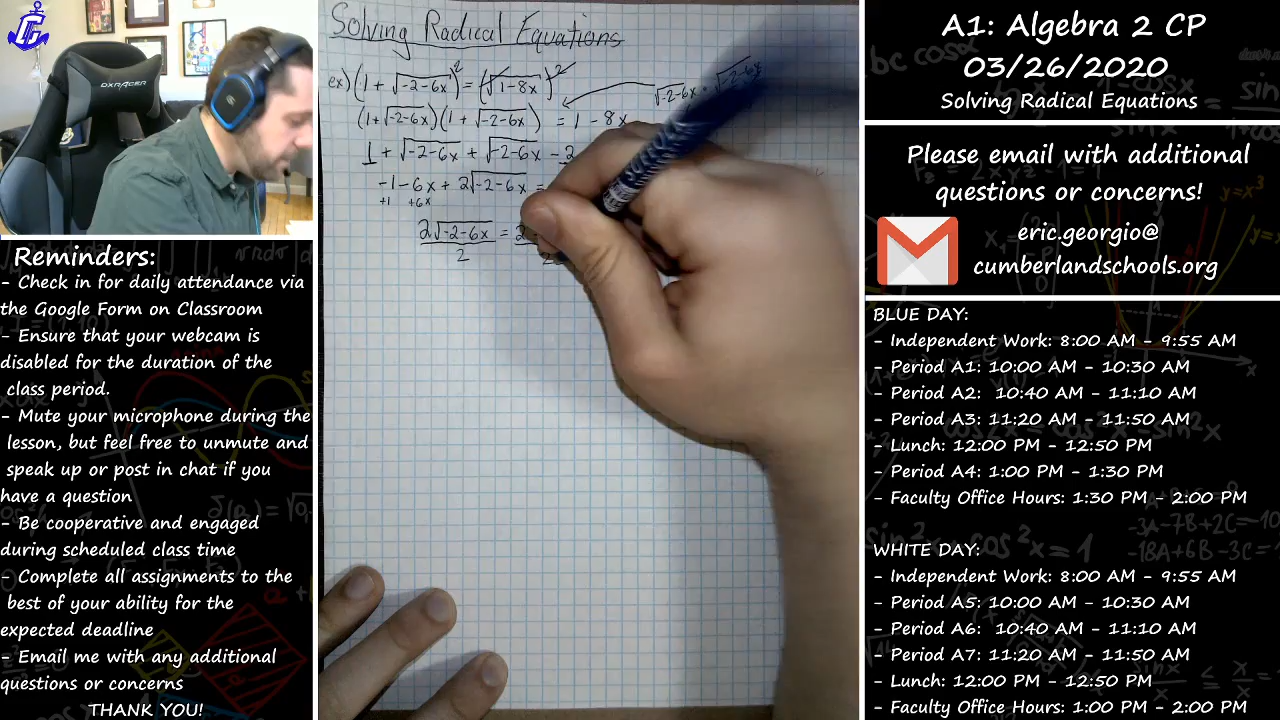 Solving Radical Equations
ex) (1 + √-2-6x)² = (√1-8x)²
√-2-6x · √-2-6x
(1+√-2-6x)(1 + √-2-6x) = 1 - 8x
1 + √-2-6x + √-2-6x - 2
-1 - 6x + 2√-2-6x =
+1 +6x
2√-2-6x = 2
2 2
DXRACER
Reminders:
- Check in for daily attendance via
the Google Form on Classroom
- Ensure that your webcam is
disabled for the duration of the
class period.
- Mute your microphone during the
lesson, but feel free to unmute and
speak up or post in chat if you
have a question
- Be cooperative and engaged
during scheduled class time
- Complete all assignments to the
best of your ability for the
expected deadline
- Email me with any additional
questions or concerns
THANK YOU!
A1: Algebra 2 CP
03/26/2020
Solving Radical Equations
Please email with additional
questions or concerns!
eric.georgio@
cumberlandschools.org
BLUE DAY:
- Independent Work: 8:00 AM - 9:55 AM
- Period A1: 10:00 AM - 10:30 AM
- Period A2: 10:40 AM - 11:10 AM
- Period A3: 11:20 AM - 11:50 AM
- Lunch: 12:00 PM - 12:50 PM
- Period A4: 1:00 PM - 1:30 PM
- Faculty Office Hours: 1:30 PM - 2:00 PM
WHITE DAY:
- Independent Work: 8:00 AM - 9:55 AM
- Period A5: 10:00 AM - 10:30 AM
- Period A6: 10:40 AM - 11:10 AM
- Period A7: 11:20 AM - 11:50 AM
- Lunch: 12:00 PM - 12:50 PM
- Faculty Office Hours: 1:00 PM - 2:00 PM